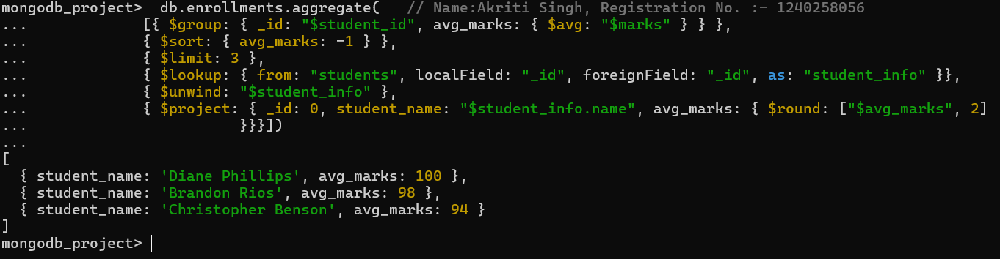 mongodb_project>  db.enrollments.aggregate(   // Name:Akriti Singh, Registration No. :- 1240258056
...             [{ $group: { _id: "$student_id", avg_marks: { $avg: "$marks" } } },
...             { $sort: { avg_marks: -1 } },
...             { $limit: 3 },
...             { $lookup: { from: "students", localField: "_id", foreignField: "_id", as: "student_info" }},
...             { $unwind: "$student_info" },
...             { $project: { _id: 0, student_name: "$student_info.name", avg_marks: { $round: ["$avg_marks", 2]
...                        }}}])
...
[
  { student_name: 'Diane Phillips', avg_marks: 100 },
  { student_name: 'Brandon Rios', avg_marks: 98 },
  { student_name: 'Christopher Benson', avg_marks: 94 }
]
mongodb_project>